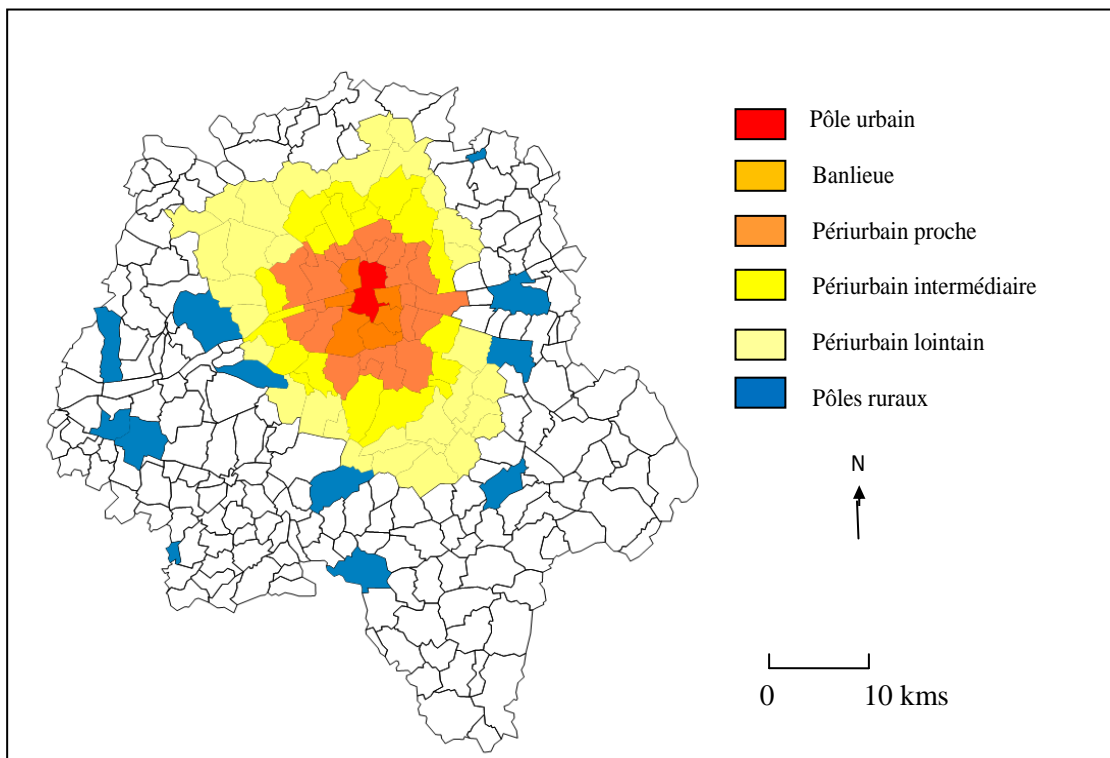 Pôle urbain
Banlieue
Périurbain proche
Périurbain intermédiaire
Périurbain lointain
Pôles ruraux
N
0 10 kms